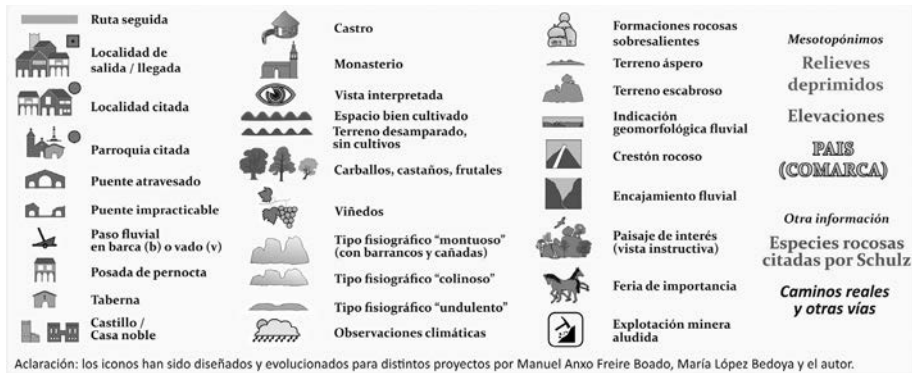 Ruta seguida
Localidad de
salida / llegada
Localidad citada
Parroquia citada
Puente atravesado
Puente impracticable
Paso fluvial
en barca (b) o vado (v)
Posada de pernocta
Taberna
Castillo /
Casa noble
Castro
Monasterio
Vista interpretada
Espacio bien cultivado
Terreno desamparado,
sin cultivos
Carballos, castaños, frutales
Viñedos
Tipo fisiográfico “montuoso”
(con barrancos y cañadas)
Tipo fisiográfico “colinoso”
Tipo fisiográfico “undulento”
Observaciones climáticas
Formaciones rocosas
sobresalientes
Terreno áspero
Terreno escabroso
Indicación
geomorfológica fluvial
Crestón rocoso
Encajamiento fluvial
Paisaje de interés
(vista instructiva)
Feria de importancia
Explotación minera
aludida
Mesotopónimos
Relieves
deprimidos
Elevaciones
PAIS
(COMARCA)
Otra información
Especies rocosas
citadas por Schulz
Caminos reales
y otras vías
Aclaración: los iconos han sido diseñados y evolucionados para distintos proyectos por Manuel Anxo Freire Boado, María López Bedoya y el autor.